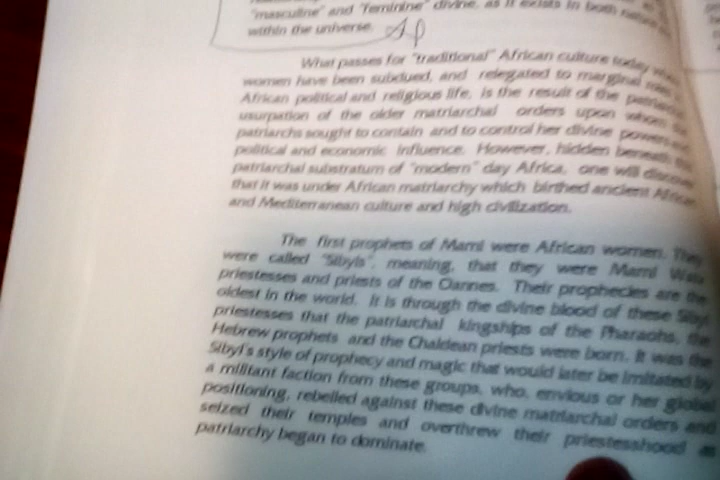 "masculine" and "feminine" divine, as it exists in both
within the universe.
What passes for "traditional" African culture today
women have been subdued, and relegated to marginal
African political and religious life, is the result of the
usurpation of the older matriarchal orders upon whom
patriarchs sought to contain and to control her divine powers
political and economic influence. However, hidden beneath
patriarchal substratum of "modern" day Africa, one will
that it was under African matriarchy which birthed ancient
and Mediterranean culture and high civilization.
The first prophets of Mami were African women. They
were called "Sibyls", meaning, that they were Mami
priestesses and priests of the Oannes. Their prophecies are the
oldest in the world. It is through the divine blood of these
priestesses that the patriarchal kingships of the Pharaohs, the
Hebrew prophets and the Chaldean priests were born. It was the
Sibyl's style of prophecy and magic that would later be imitated by
a militant faction from these groups, who, envious or her global
positioning, rebelled against these divine matriarchal orders and
seized their temples and overthrew their priestesshood
patriarchy began to dominate.